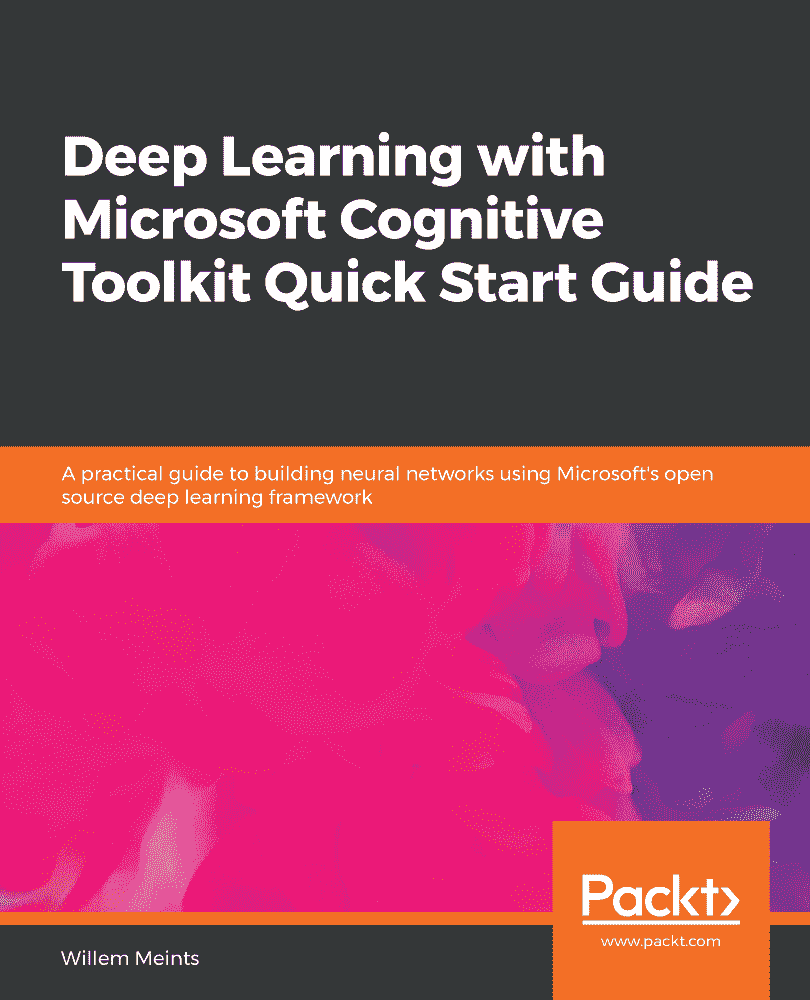 Deep Learning with
Microsoft Cognitive
Toolkit Quick Start Guide
A practical guide to building neural networks using Microsoft's open
source deep learning framework
Packt>
www.packt.com
Willem Meints